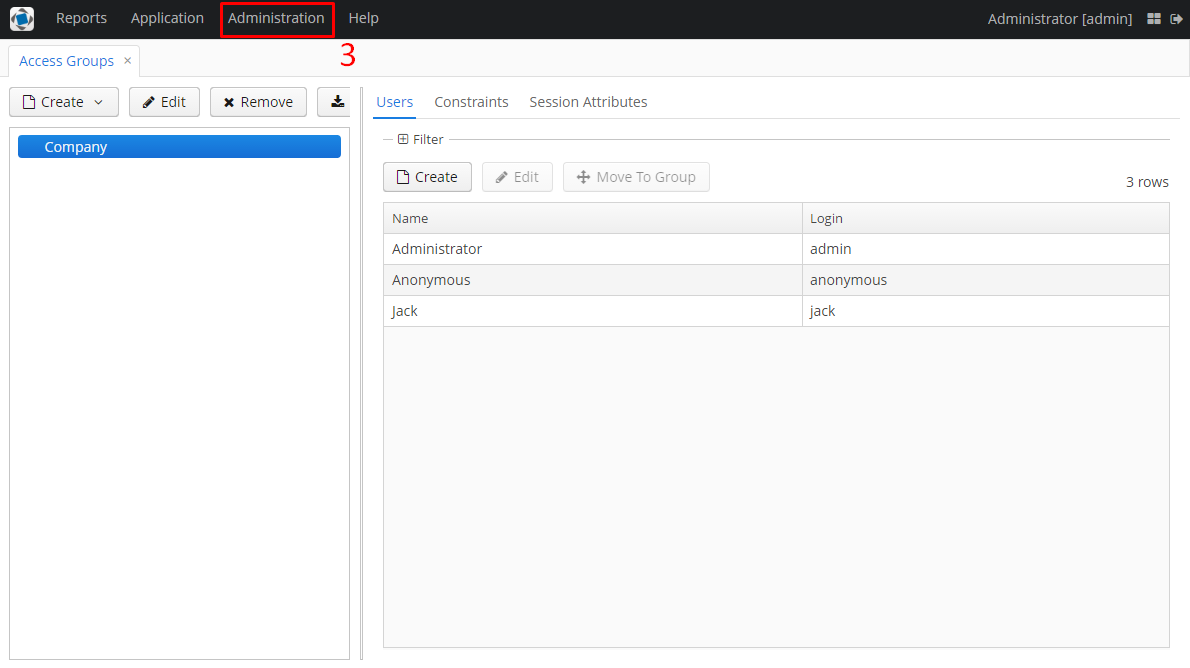 Reports Application Administration Help Administrator [admin]
3
Access Groups ×
Create Edit Remove
Company
Users Constraints Session Attributes
Filter
Create Edit Move To Group 3 rows
Name Login
Administrator admin
Anonymous anonymous
Jack jack